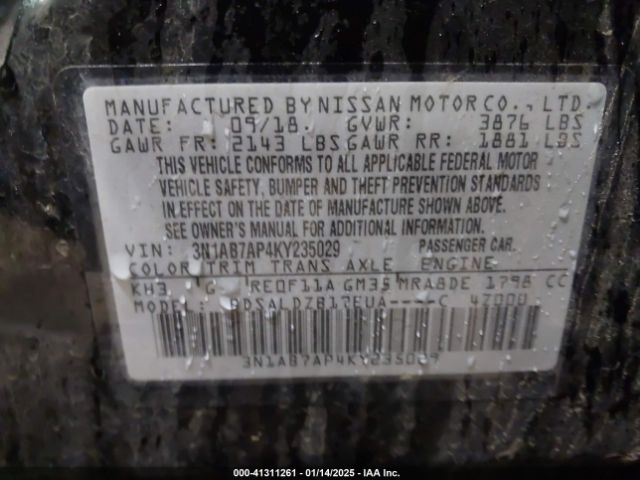 MANUFACTURED BY NISSAN MOTOR CO., LTD.
DATE: 09/18. GVWR: 3876 LBS
GAWR FR: 2143 LBS GAWR RR: 1881 LBS
THIS VEHICLE CONFORMS TO ALL APPLICABLE FEDERAL MOTOR
VEHICLE SAFETY, BUMPER AND THEFT PREVENTION STANDARDS
IN EFFECT ON THE DATE OF MANUFACTURE SHOWN ABOVE.
SEE OWNER'S MANUAL FOR ADDITIONAL INFORMATION.
VIN: 3N1AB7AP4KY235029 PASSENGER CAR.
COLOR TRIM TRANS AXLE ENGINE
KH3 G RE0F11A GM35 MRA8DE 1798 CC
MODEL: BDSALDZB17EUA----C 47000
3N1AB7AP4KY235029
000-41311261 - 01/14/2025 - IAA Inc.